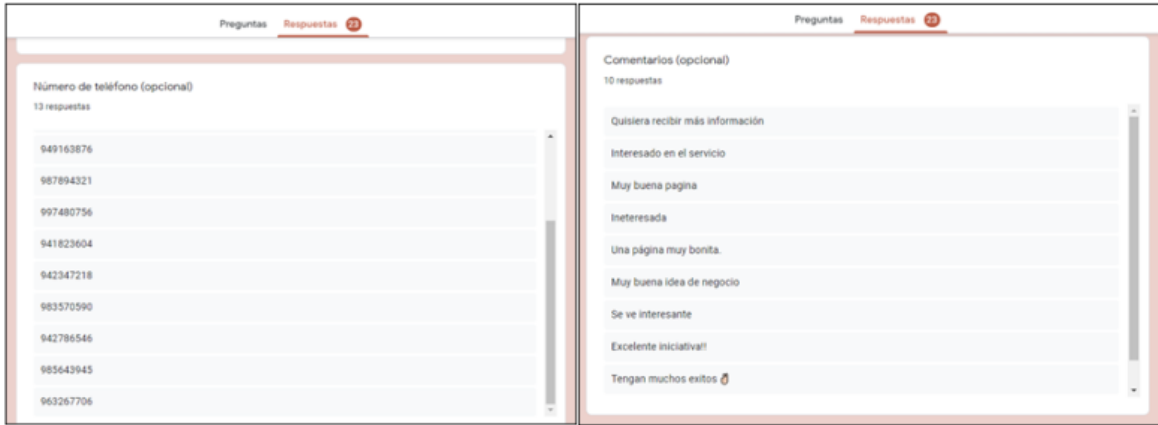 Preguntas Respuestas 23
Número de teléfono (opcional)
13 respuestas
949163876
987894321
997480756
941823604
942347218
983570590
942786546
985643945
963267706
Preguntas Respuestas 23
Comentarios (opcional)
10 respuestas
Quisiera recibir más información
Interesado en el servicio
Muy buena pagina
Ineteresada
Una página muy bonita.
Muy buena idea de negocio
Se ve interesante
Excelente iniciativa!!
Tengan muchos exitos 👌🏻